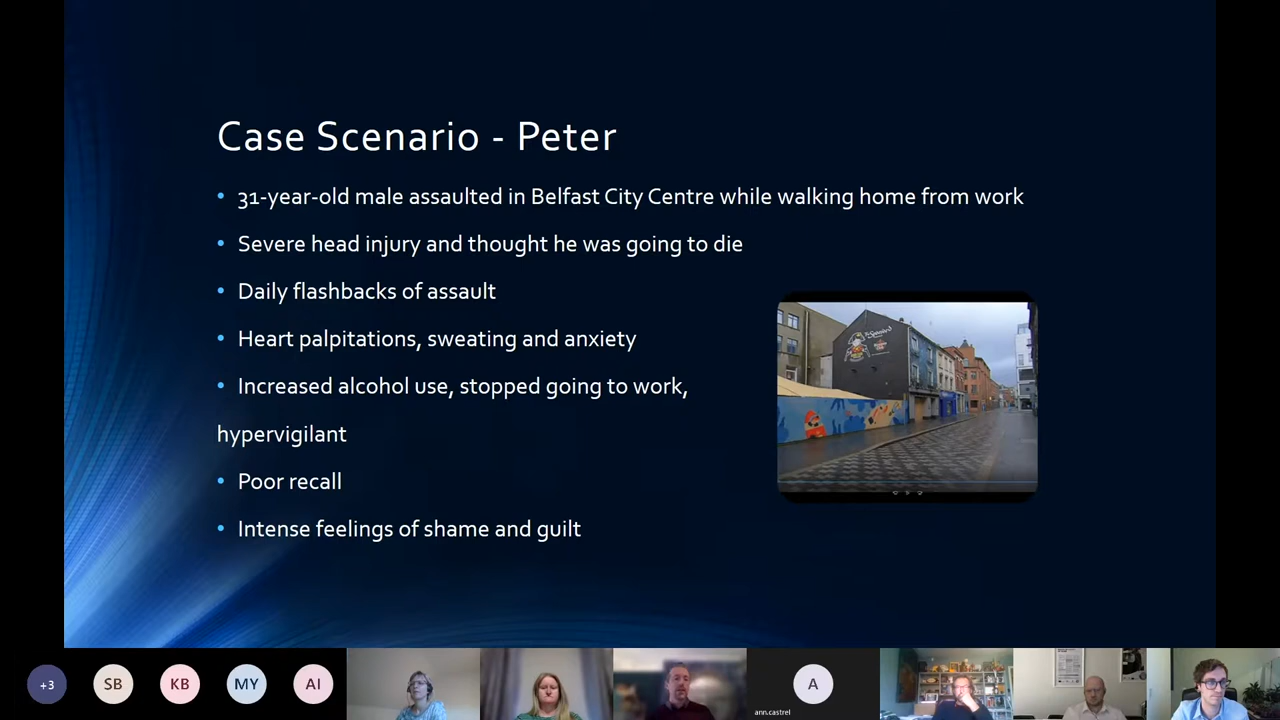 Case Scenario - Peter
• 31-year-old male assaulted in Belfast City Centre while walking home from work
• Severe head injury and thought he was going to die
• Daily flashbacks of assault
• Heart palpitations, sweating and anxiety
• Increased alcohol use, stopped going to work,
hypervigilant
• Poor recall
• Intense feelings of shame and guilt
+3
SB
KB
MY
AI
A
ann.castrel